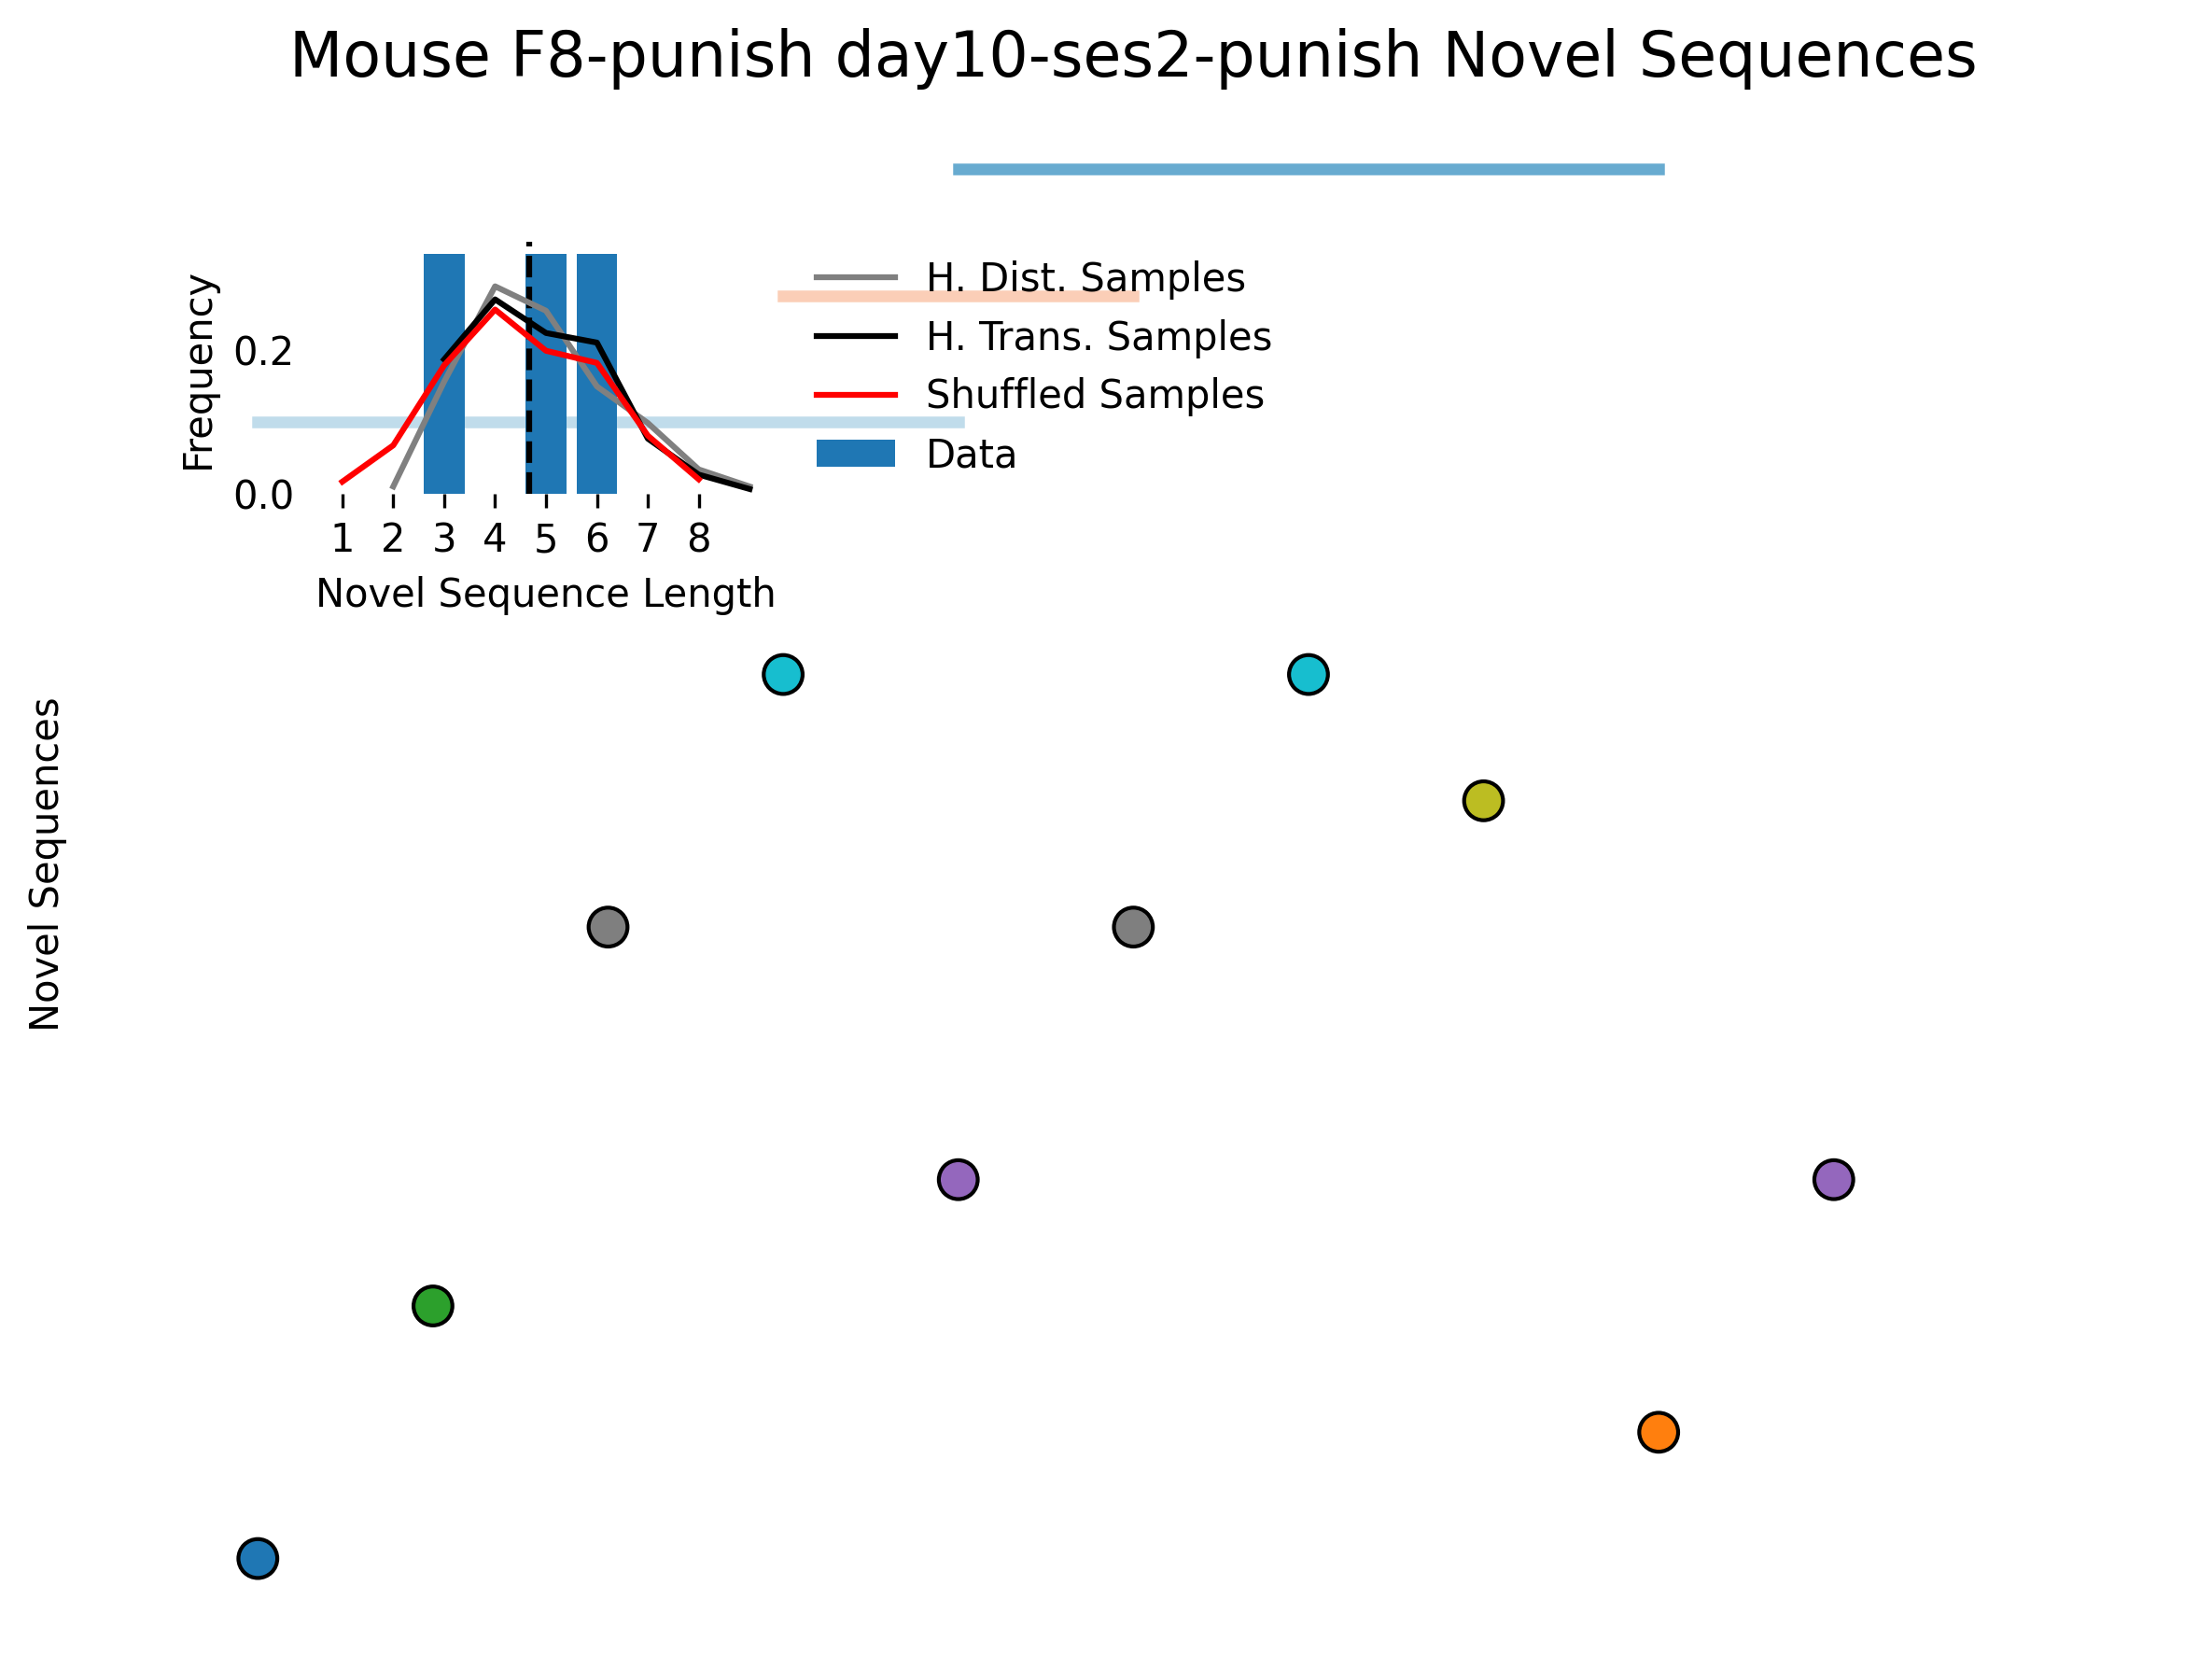 Mouse F8-punish day10-ses2-punish Novel Sequences
Frequency
0.2
0.0
1 2 3 4 5 6 7 8
Novel Sequence Length
H. Dist. Samples
H. Trans. Samples
Shuffled Samples
Data
Novel Sequences